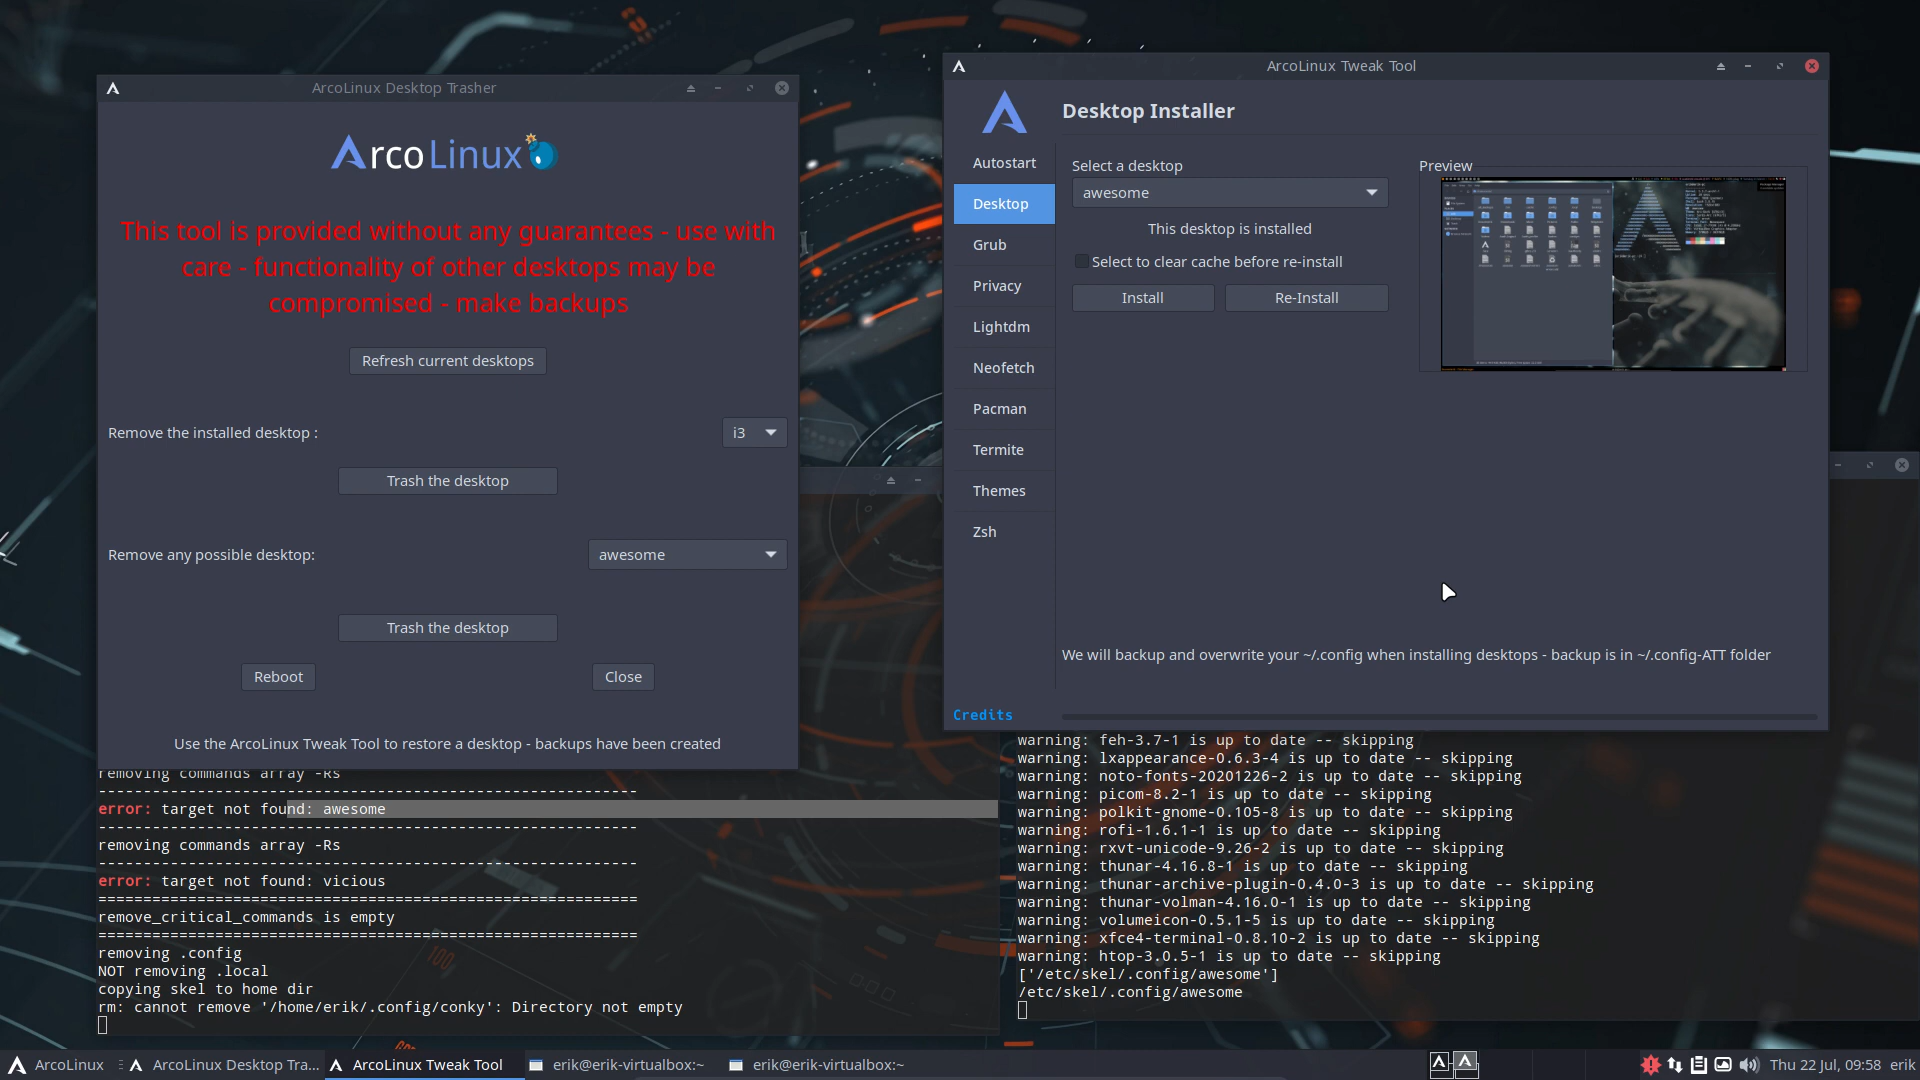 ArcoLinux Desktop Trasher
ArcoLinux
This tool is provided without any guarantees - use with
care - functionality of other desktops may be
compromised - make backups
Refresh current desktops
Remove the installed desktop :
i3
Trash the desktop
Remove any possible desktop:
awesome
Trash the desktop
Reboot
Close
Use the ArcoLinux Tweak Tool to restore a desktop - backups have been created
ArcoLinux Tweak Tool
Desktop Installer
Autostart
Desktop
Grub
Privacy
Lightdm
Neofetch
Pacman
Termite
Themes
Zsh
Select a desktop
awesome
This desktop is installed
Select to clear cache before re-install
Install
Re-Install
Preview
We will backup and overwrite your ~/.config when installing desktops - backup is in ~/.config-ATT folder
Credits
removing commands array -Rs
----------------------------------------------------------------
error: target not found: awesome
----------------------------------------------------------------
removing commands array -Rs
----------------------------------------------------------------
error: target not found: vicious
================================================================
remove_critical_commands is empty
================================================================
removing .config
NOT removing .local
copying skel to home dir
rm: cannot remove '/home/erik/.config/conky': Directory not empty
warning: feh-3.7-1 is up to date -- skipping
warning: lxappearance-0.6.3-4 is up to date -- skipping
warning: noto-fonts-20201226-2 is up to date -- skipping
warning: picom-8.2-1 is up to date -- skipping
warning: polkit-gnome-0.105-8 is up to date -- skipping
warning: rofi-1.6.1-1 is up to date -- skipping
warning: rxvt-unicode-9.26-2 is up to date -- skipping
warning: thunar-4.16.8-1 is up to date -- skipping
warning: thunar-archive-plugin-0.4.0-3 is up to date -- skipping
warning: thunar-volman-4.16.0-1 is up to date -- skipping
warning: volumeicon-0.5.1-5 is up to date -- skipping
warning: xfce4-terminal-0.8.10-2 is up to date -- skipping
warning: htop-3.0.5-1 is up to date -- skipping
['/etc/skel/.config/awesome']
/etc/skel/.config/awesome
100
ArcoLinux
ArcoLinux Desktop Tra...
ArcoLinux Tweak Tool
erik@erik-virtualbox:~
erik@erik-virtualbox:~
Thu 22 Jul, 09:58
erik